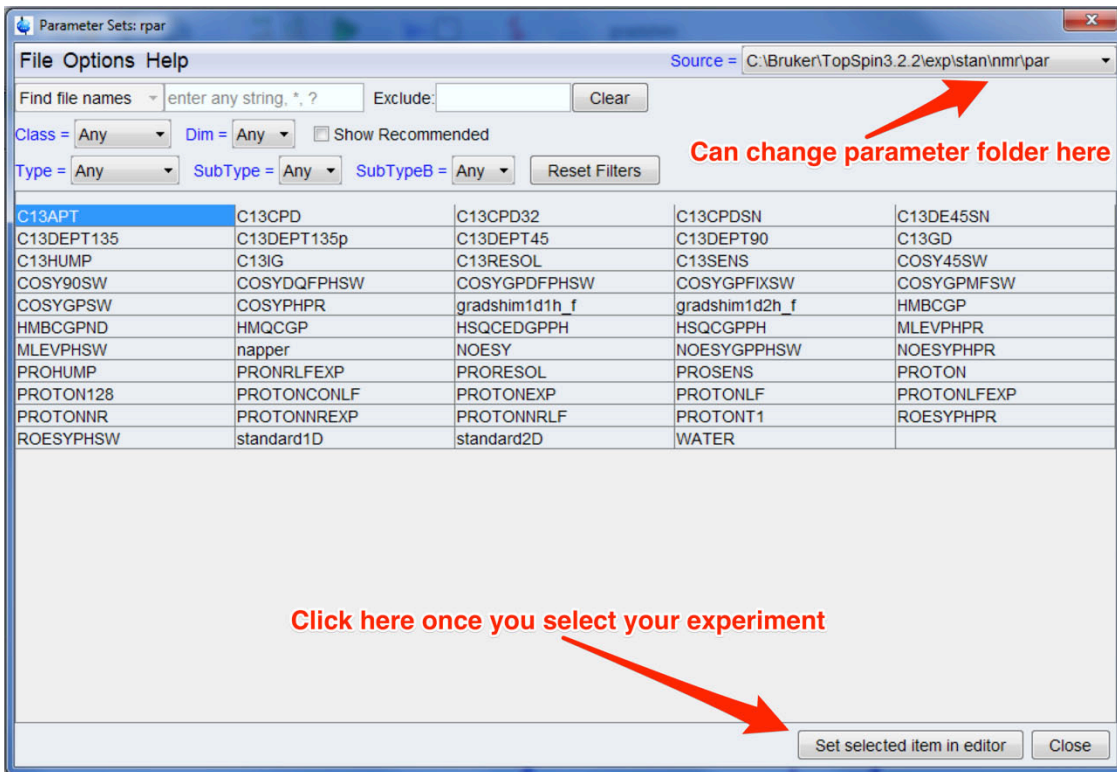 Parameter Sets: rpar
File Options Help Source = C:\Bruker\TopSpin3.2.2\exp\stan\nmr\par
Find file names enter any string, *, ? Exclude: Clear
Class = Any Dim = Any Show Recommended
Can change parameter folder here
Type = Any SubType = Any SubTypeB = Any Reset Filters
C13APT C13CPD C13CPD32 C13CPDSN C13DE45SN
C13DEPT135 C13DEPT135p C13DEPT45 C13DEPT90 C13GD
C13HUMP C13IG C13RESOL C13SENS COSY45SW
COSY90SW COSYDQFPHSW COSYGPDFPHSW COSYGPFIXSW COSYGPMFSW
COSYGPSW COSYPHPR gradshim1d1h_f gradshim1d2h_f HMBCGP
HMBCGPND HMQCGP HSQCEDGPPH HSQCGPPH MLEVPHPR
MLEVPHSW napper NOESY NOESYGPPHSW NOESYPHPR
PROHUMP PRONRLFEXP PRORESOL PROSENS PROTON
PROTON128 PROTONCONLF PROTONEXP PROTONLF PROTONLFEXP
PROTONNR PROTONNREXP PROTONNRLF PROTONT1 ROESYPHPR
ROESYPHSW standard1D standard2D WATER
Click here once you select your experiment
Set selected item in editor Close